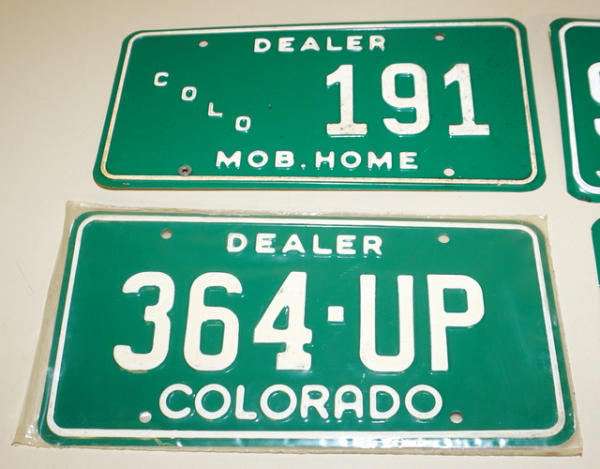 DEALER
COLO 191
MOB. HOME
DEALER
364-UP
COLORADO